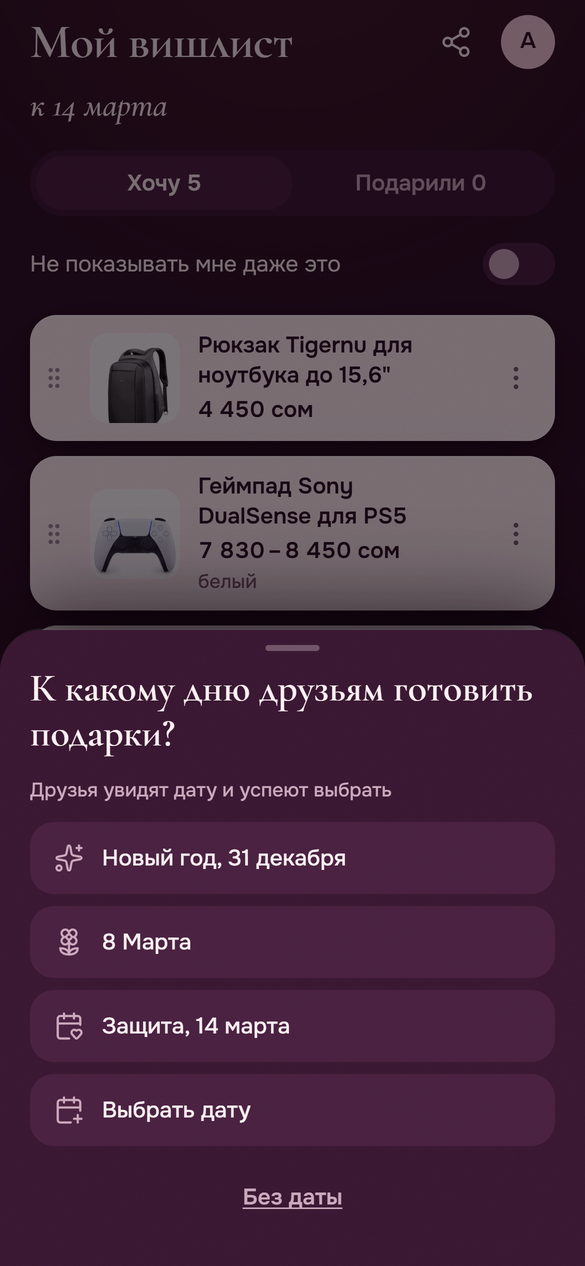 Мой вишлист
A
к 14 марта
Хочу 5
Подарили 0
Не показывать мне даже это
Рюкзак Tigernu для
ноутбука до 15,6"
4 450 сом
Геймпад Sony
DualSense для PS5
7 830 – 8 450 сом
белый
К какому дню друзьям готовить
подарки?
Друзья увидят дату и успеют выбрать
Новый год, 31 декабря
8 Марта
Защита, 14 марта
Выбрать дату
Без даты